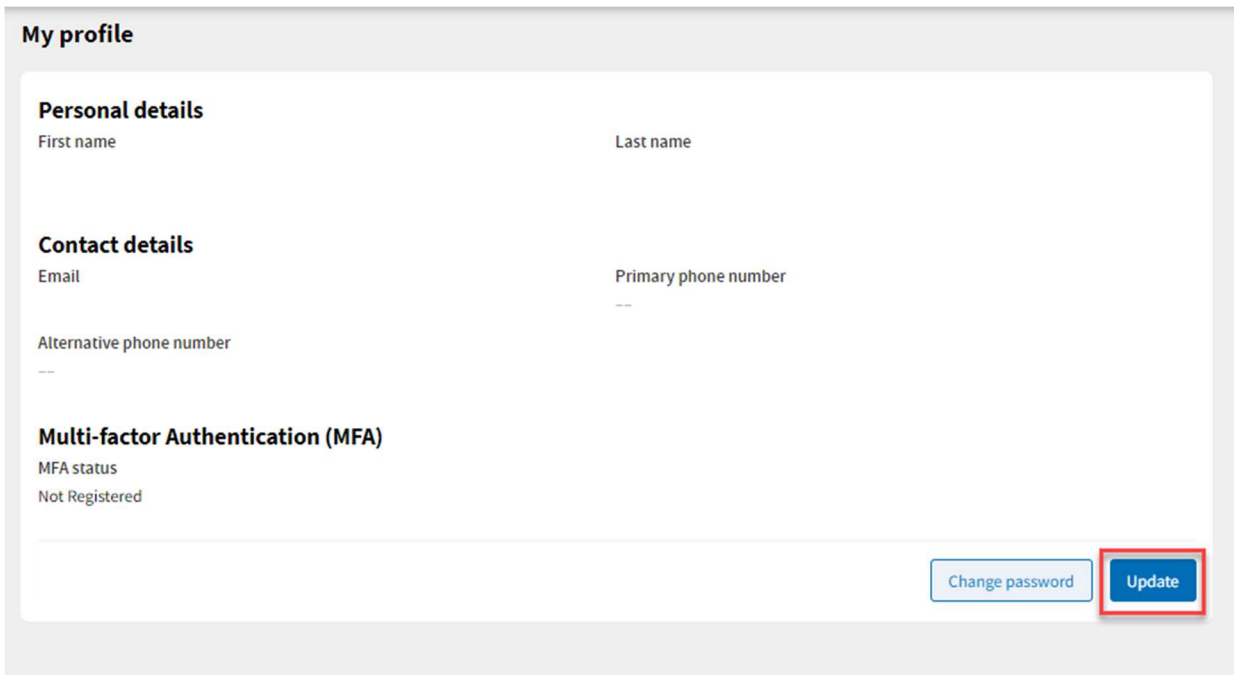 My profile
Personal details
First name Last name
Contact details
Email Primary phone number
--
Alternative phone number
--
Multi-factor Authentication (MFA)
MFA status
Not Registered
Change password Update